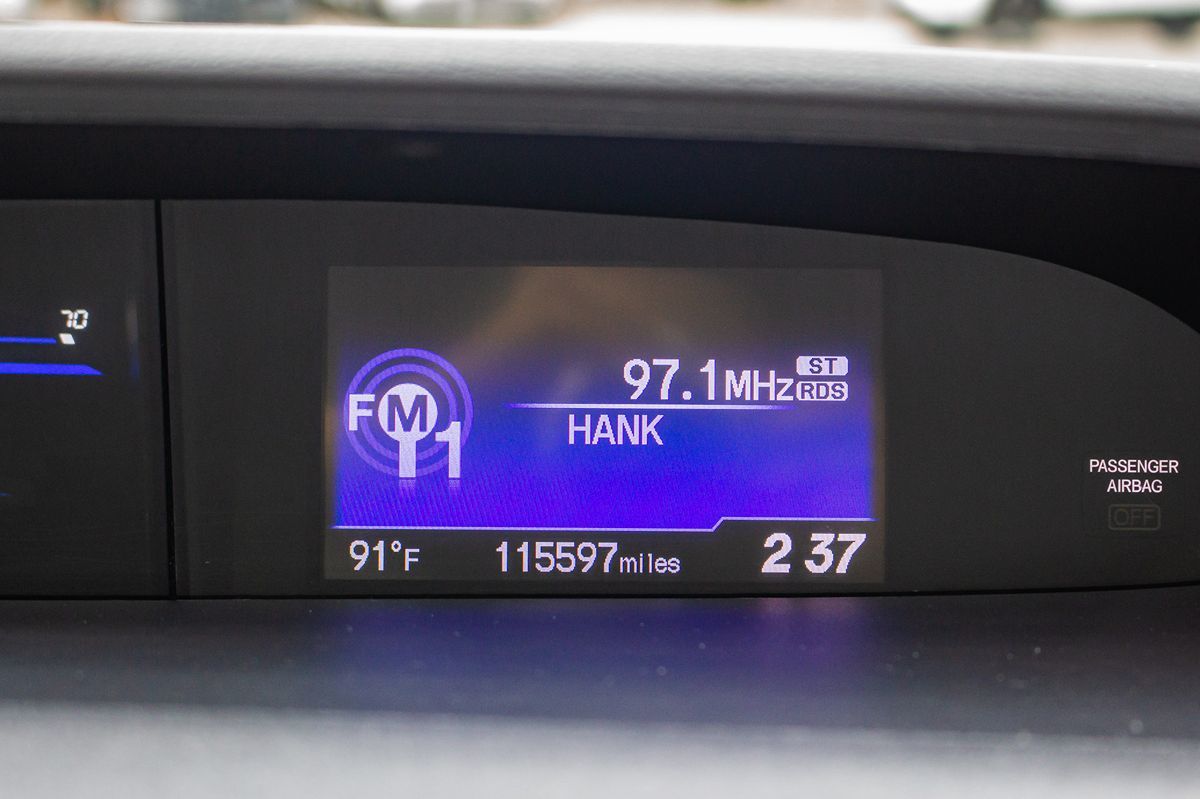 70
97.1MHz ST
RDS
FM1
HANK
PASSENGER
AIRBAG
OFF
91°F 115597miles 2 37